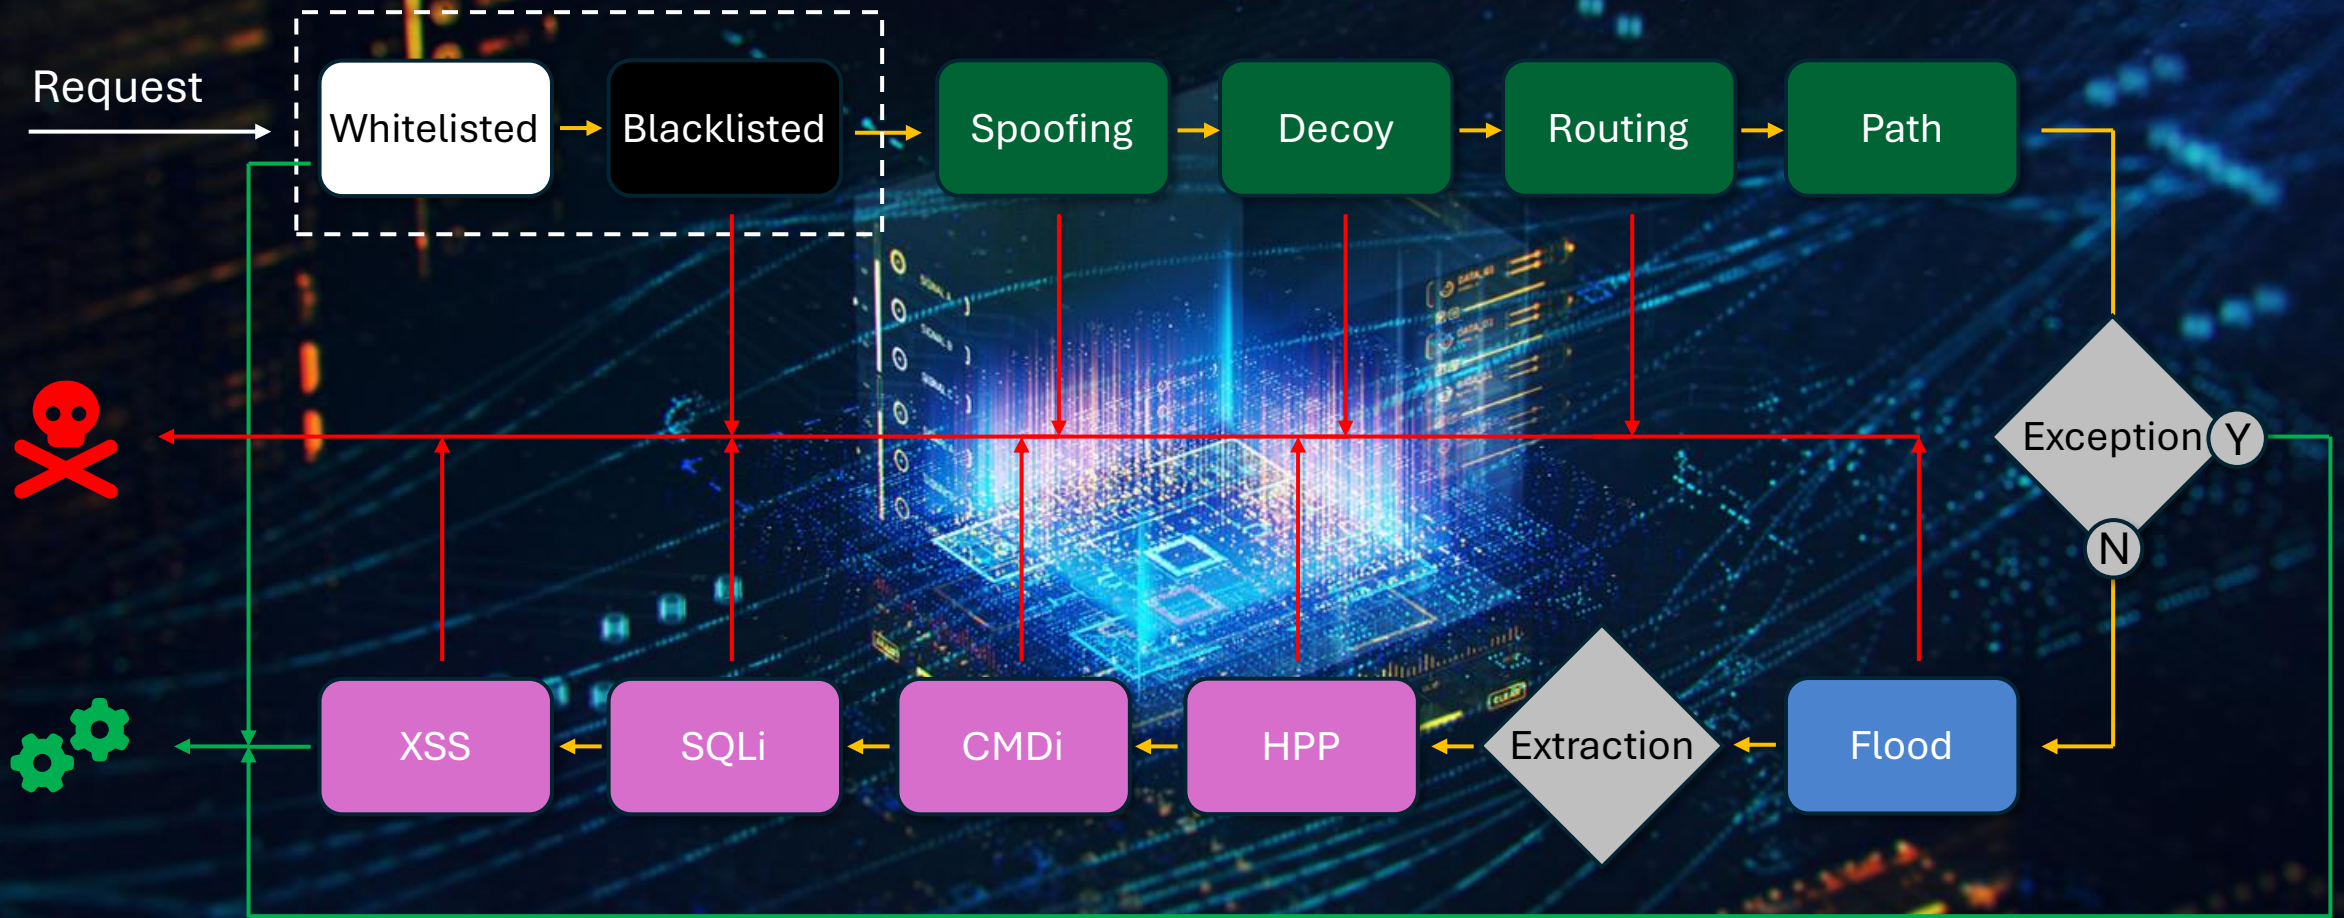 Request
Whitelisted
Blacklisted
Spoofing
Decoy
Routing
Path
Exception
Y
N
XSS
SQLi
CMDi
HPP
Extraction
Flood